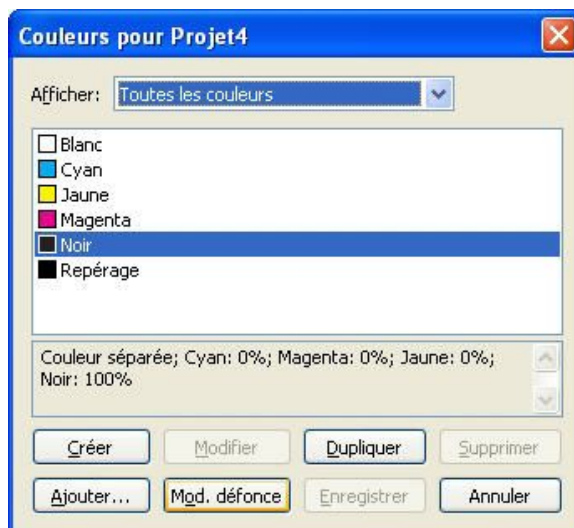 Couleurs pour Projet4
Afficher: Toutes les couleurs
Blanc
Cyan
Jaune
Magenta
Noir
Repérage
Couleur séparée; Cyan: 0%; Magenta: 0%; Jaune: 0%;
Noir: 100%
Créer Modifier Dupliquer Supprimer
Ajouter... Mod. défonce Enregistrer Annuler